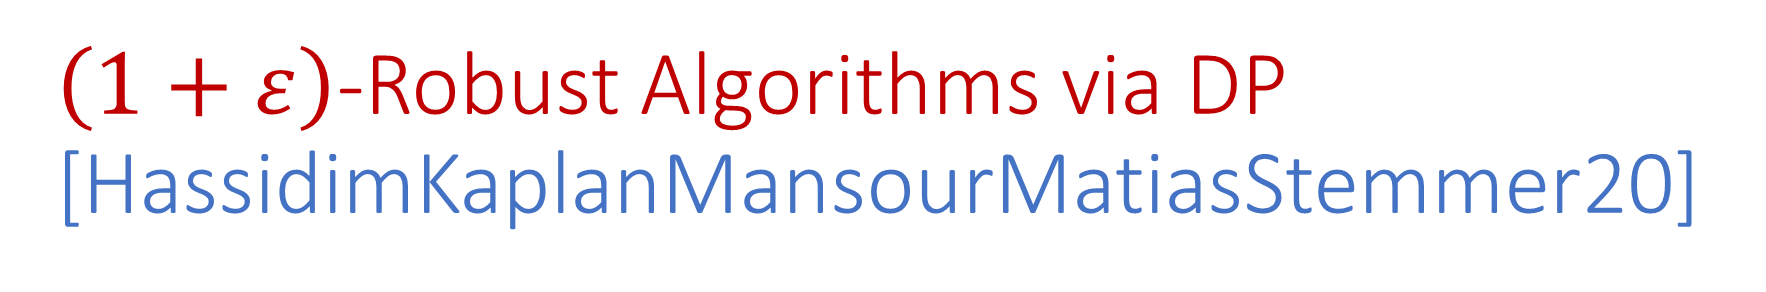 (1 + ε)-Robust Algorithms via DP
[HassidimKaplanMansourMatiasStemmer20]